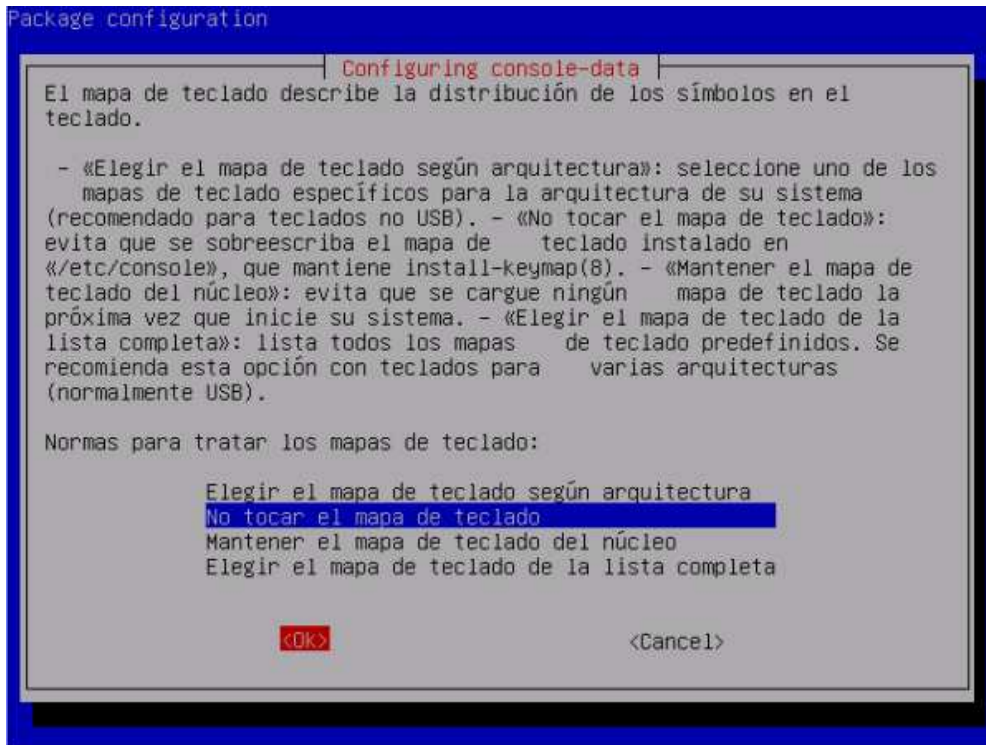 Package configuration
Configuring console-data
El mapa de teclado describe la distribución de los símbolos en el
teclado.
- «Elegir el mapa de teclado según arquitectura»: seleccione uno de los
mapas de teclado específicos para la arquitectura de su sistema
(recomendado para teclados no USB). - «No tocar el mapa de teclado»:
evita que se sobreescriba el mapa de    teclado instalado en
«/etc/console», que mantiene install-keymap(8). - «Mantener el mapa de
teclado del núcleo»: evita que se cargue ningún    mapa de teclado la
próxima vez que inicie su sistema. - «Elegir el mapa de teclado de la
lista completa»: lista todos los mapas    de teclado predefinidos. Se
recomienda esta opción con teclados para    varias arquitecturas
(normalmente USB).
Normas para tratar los mapas de teclado:
Elegir el mapa de teclado según arquitectura
No tocar el mapa de teclado
Mantener el mapa de teclado del núcleo
Elegir el mapa de teclado de la lista completa
<Ok> <Cancel>